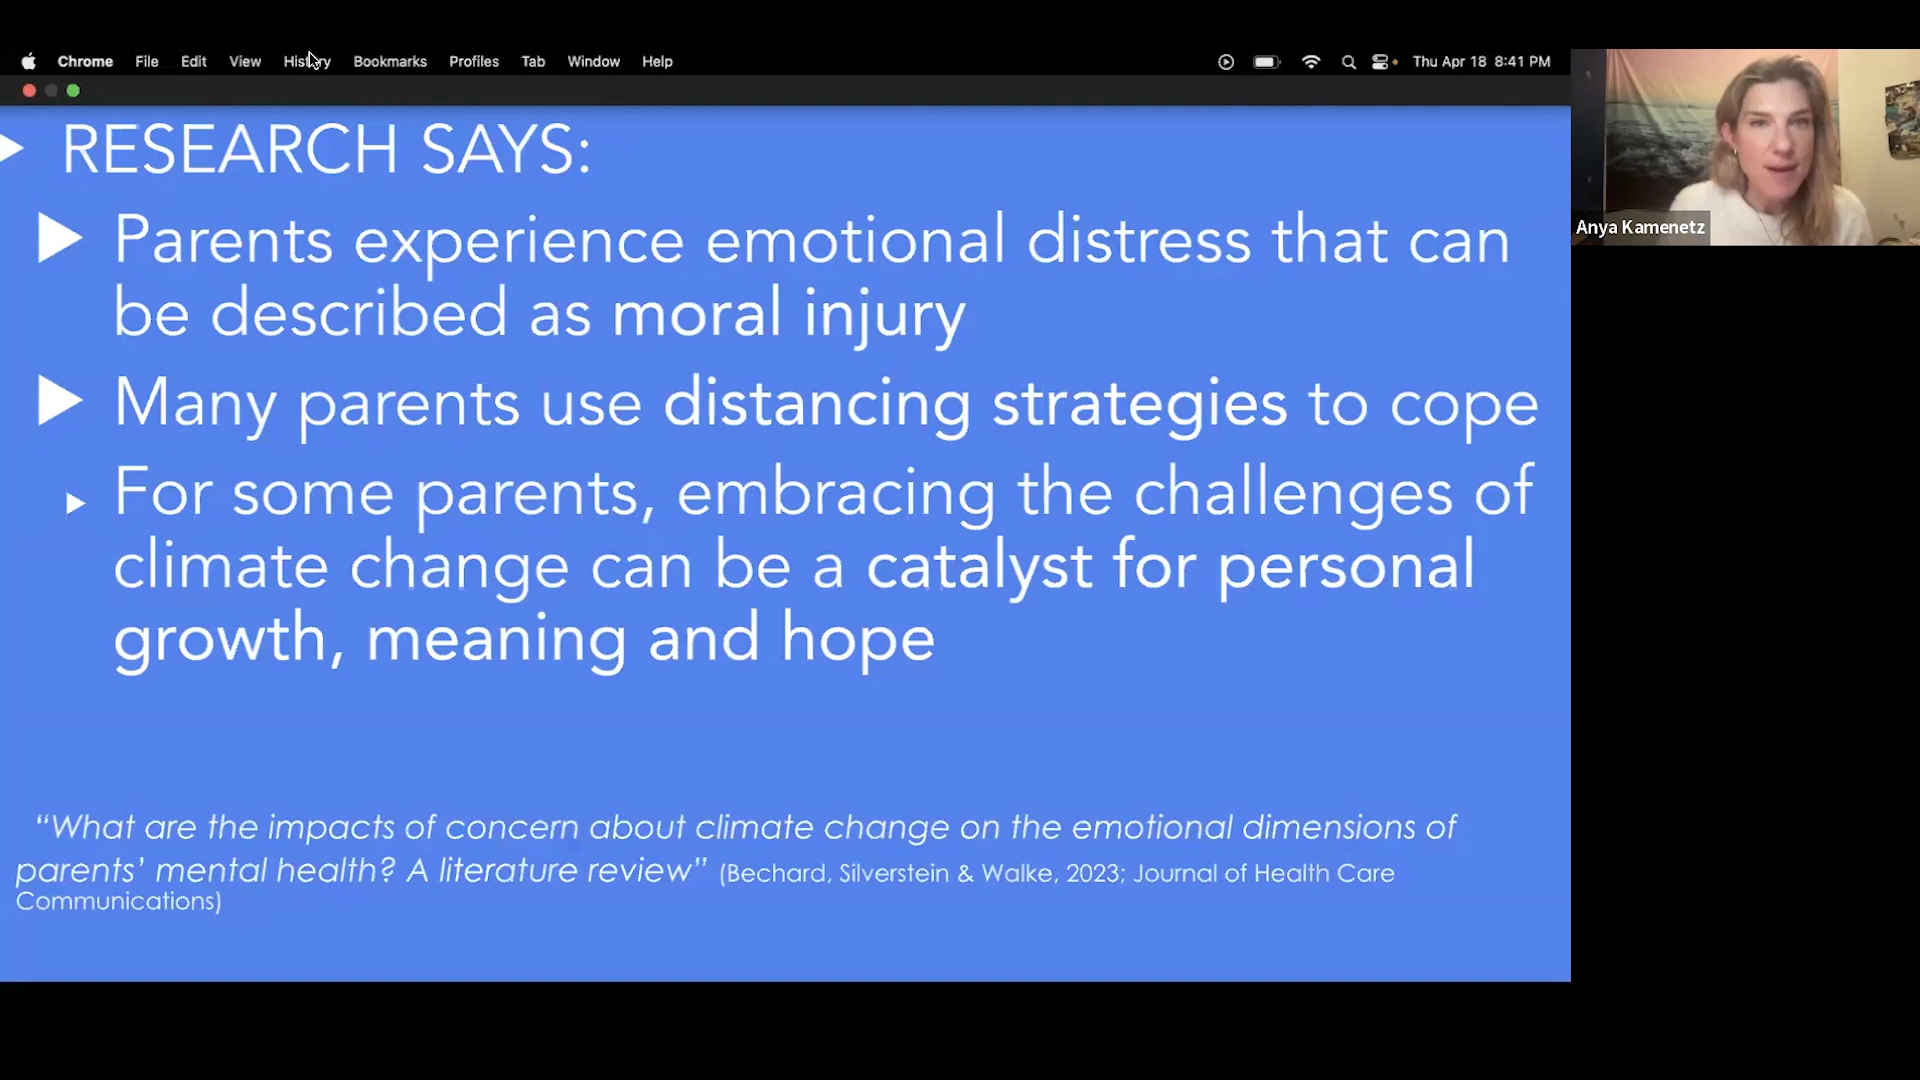 Chrome File Edit View History Bookmarks Profiles Tab Window Help Thu Apr 18 8:41 PM
RESEARCH SAYS:
Parents experience emotional distress that can
be described as moral injury
Many parents use distancing strategies to cope
For some parents, embracing the challenges of
climate change can be a catalyst for personal
growth, meaning and hope
“What are the impacts of concern about climate change on the emotional dimensions of
parents’ mental health? A literature review” (Bechard, Silverstein & Walke, 2023; Journal of Health Care
Communications)
Anya Kamenetz